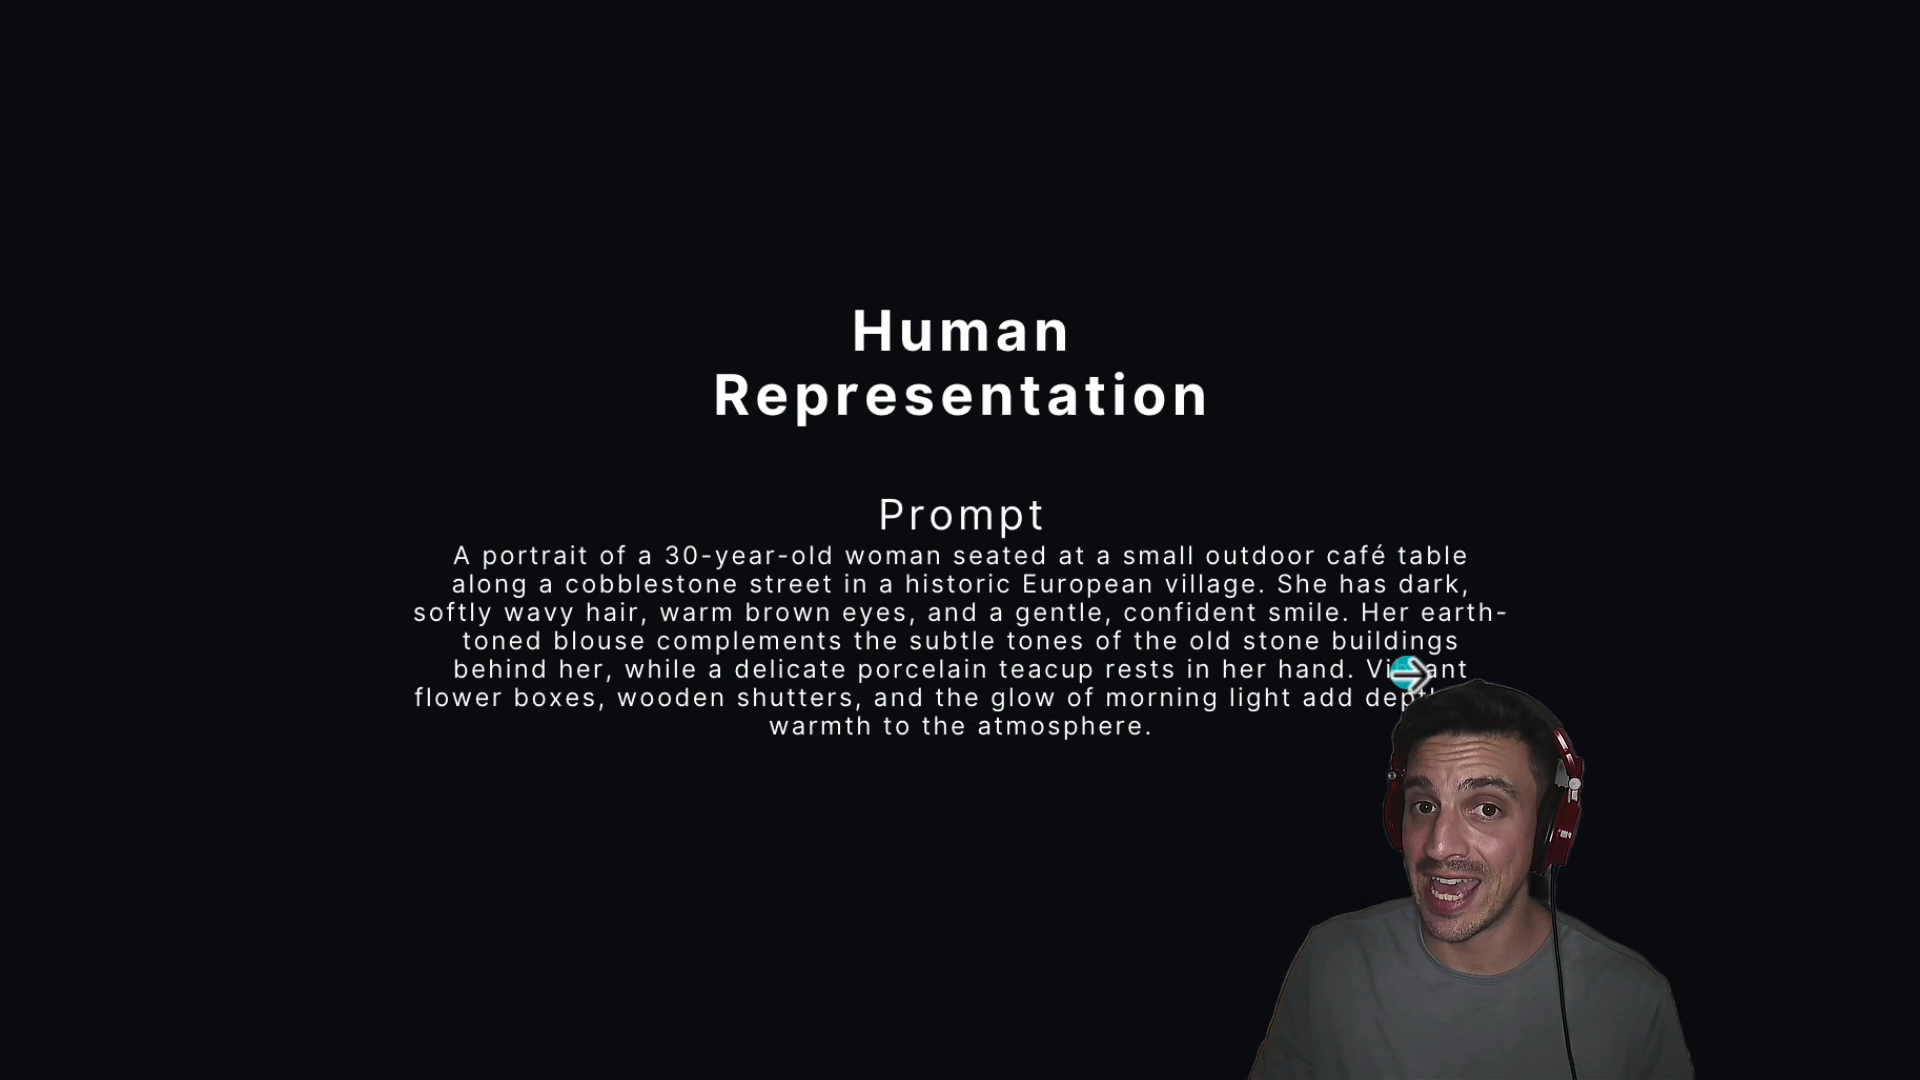 Human
Representation
Prompt
A portrait of a 30-year-old woman seated at a small outdoor café table
along a cobblestone street in a historic European village. She has dark,
softly wavy hair, warm brown eyes, and a gentle, confident smile. Her earth-
toned blouse complements the subtle tones of the old stone buildings
behind her, while a delicate porcelain teacup rests in her hand.
flower boxes, wooden shutters, and the glow of morning light add
warmth to the atmosphere.